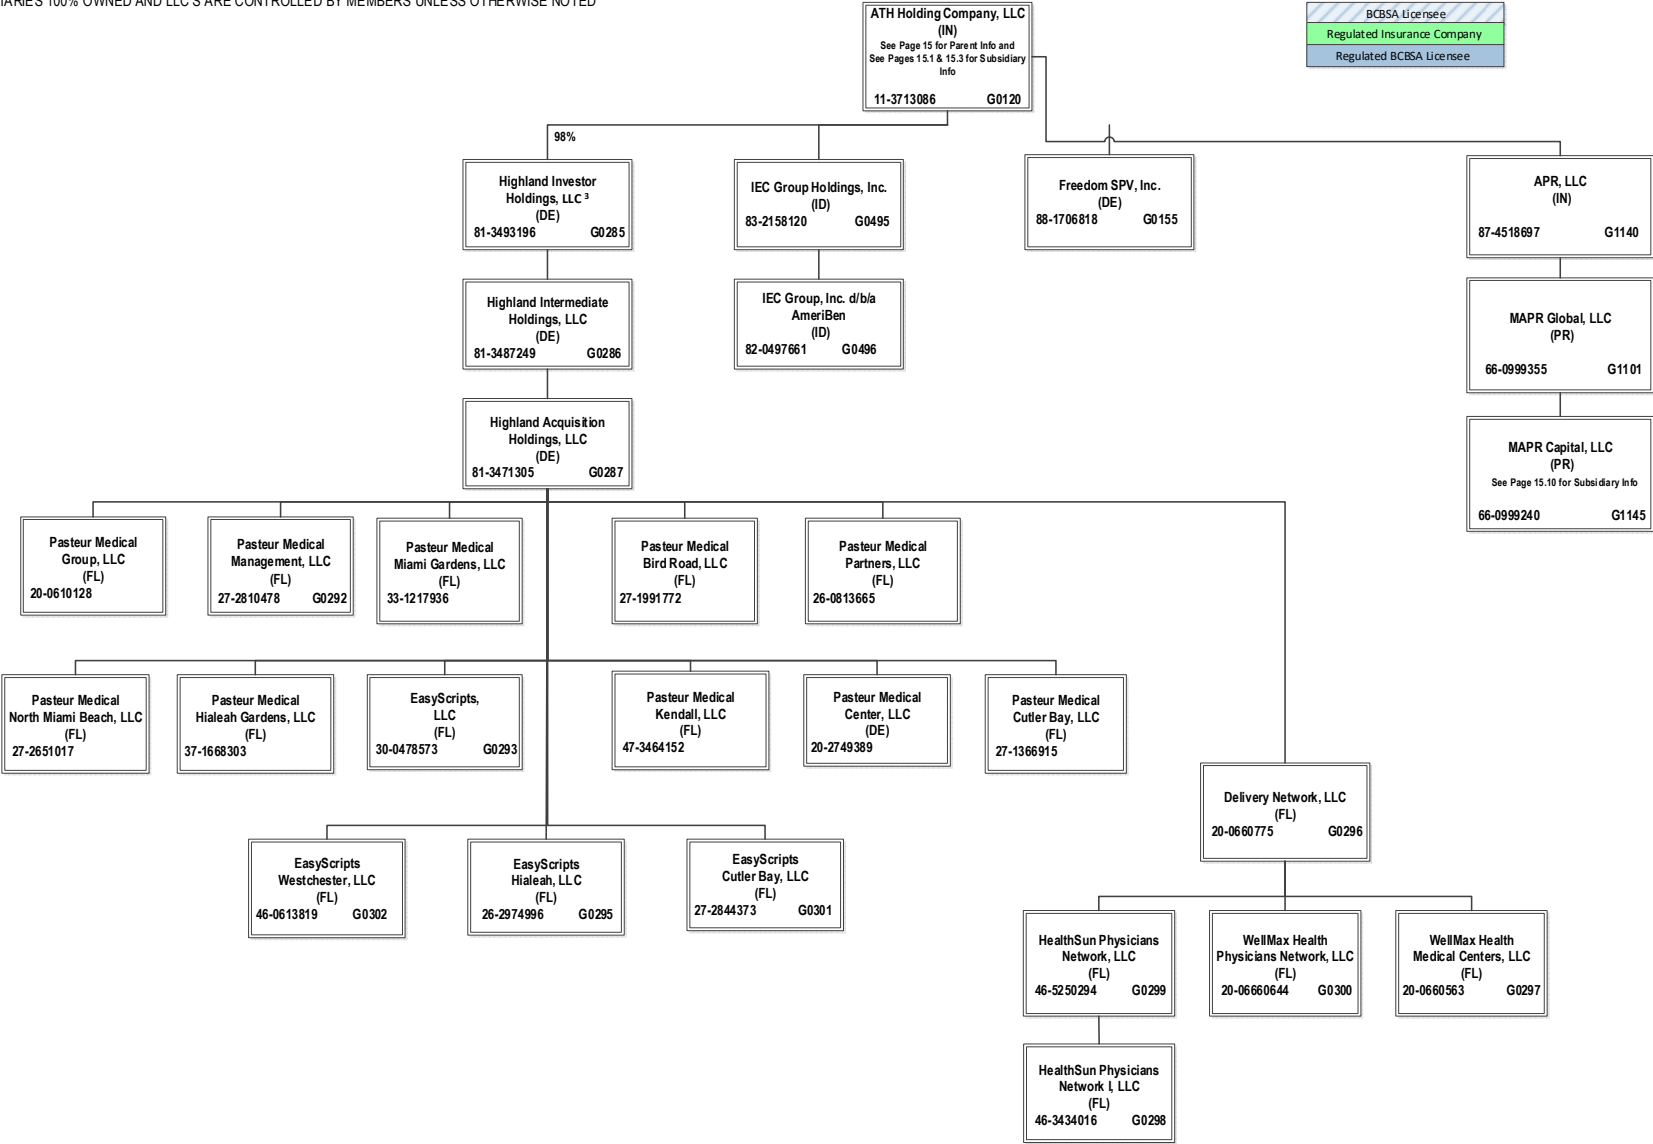 IARIES 100% OWNED AND LLC'S ARE CONTROLLED BY MEMBERS UNLESS OTHERWISE NOTED
ATH Holding Company, LLC
(IN)
See Page 15 for Parent Info and
See Pages 15.1 & 15.3 for Subsidiary
Info
11-3713086 G0120
BCBSA Licensee
Regulated Insurance Company
Regulated BCBSA Licensee
98%
Highland Investor
Holdings, LLC ³
(DE)
81-3493196 G0285
IEC Group Holdings, Inc.
(ID)
83-2158120 G0495
Freedom SPV, Inc.
(DE)
88-1706818 G0155
APR, LLC
(IN)
87-4518697 G1140
Highland Intermediate
Holdings, LLC
(DE)
81-3487249 G0286
IEC Group, Inc. d/b/a
AmeriBen
(ID)
82-0497661 G0496
MAPR Global, LLC
(PR)
66-0999355 G1101
Highland Acquisition
Holdings, LLC
(DE)
81-3471305 G0287
MAPR Capital, LLC
(PR)
See Page 15.10 for Subsidiary Info
66-0999240 G1145
Pasteur Medical
Group, LLC
(FL)
20-0610128
Pasteur Medical
Management, LLC
(FL)
27-2810478 G0292
Pasteur Medical
Miami Gardens, LLC
(FL)
33-1217936
Pasteur Medical
Bird Road, LLC
(FL)
27-1991772
Pasteur Medical
Partners, LLC
(FL)
26-0813665
Pasteur Medical
North Miami Beach, LLC
(FL)
27-2651017
Pasteur Medical
Hialeah Gardens, LLC
(FL)
37-1668303
EasyScripts,
LLC
(FL)
30-0478573 G0293
Pasteur Medical
Kendall, LLC
(FL)
47-3464152
Pasteur Medical
Center, LLC
(DE)
20-2749389
Pasteur Medical
Cutler Bay, LLC
(FL)
27-1366915
Delivery Network, LLC
(FL)
20-0660775 G0296
EasyScripts
Westchester, LLC
(FL)
46-0613819 G0302
EasyScripts
Hialeah, LLC
(FL)
26-2974996 G0295
EasyScripts
Cutler Bay, LLC
(FL)
27-2844373 G0301
HealthSun Physicians
Network, LLC
(FL)
46-5250294 G0299
WellMax Health
Physicians Network, LLC
(FL)
20-06660644 G0300
WellMax Health
Medical Centers, LLC
(FL)
20-0660563 G0297
HealthSun Physicians
Network I, LLC
(FL)
46-3434016 G0298